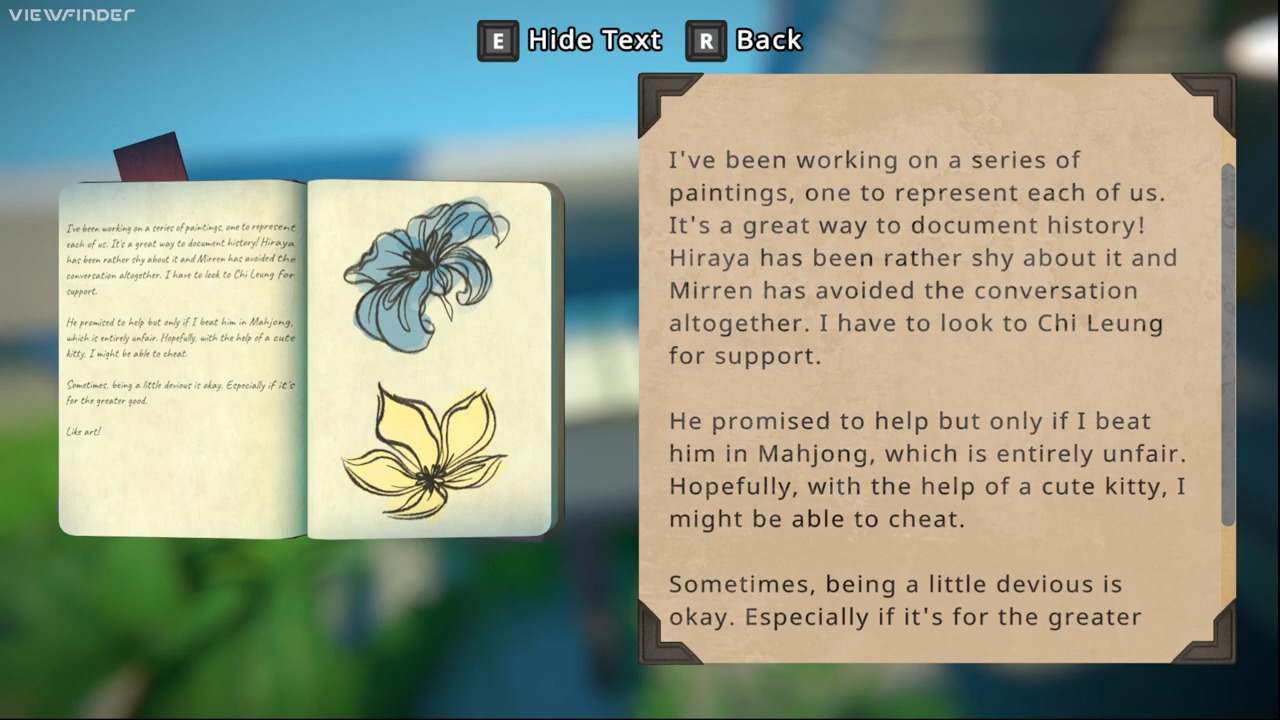 VIEWFINDER
E Hide Text R Back
I've been working on a series of paintings, one to represent
each of us. It's a great way to document history! Hiraya
has been rather shy about it and Mirren has avoided the
conversation altogether. I have to look to Chi Leung for
support.
He promised to help but only if I beat him in Mahjong,
which is entirely unfair. Hopefully, with the help of a cute
kitty, I might be able to cheat.
Sometimes, being a little devious is okay. Especially if it's
for the greater good.
Like art!
I've been working on a series of
paintings, one to represent each of us.
It's a great way to document history!
Hiraya has been rather shy about it and
Mirren has avoided the conversation
altogether. I have to look to Chi Leung
for support.
He promised to help but only if I beat
him in Mahjong, which is entirely unfair.
Hopefully, with the help of a cute kitty, I
might be able to cheat.
Sometimes, being a little devious is
okay. Especially if it's for the greater